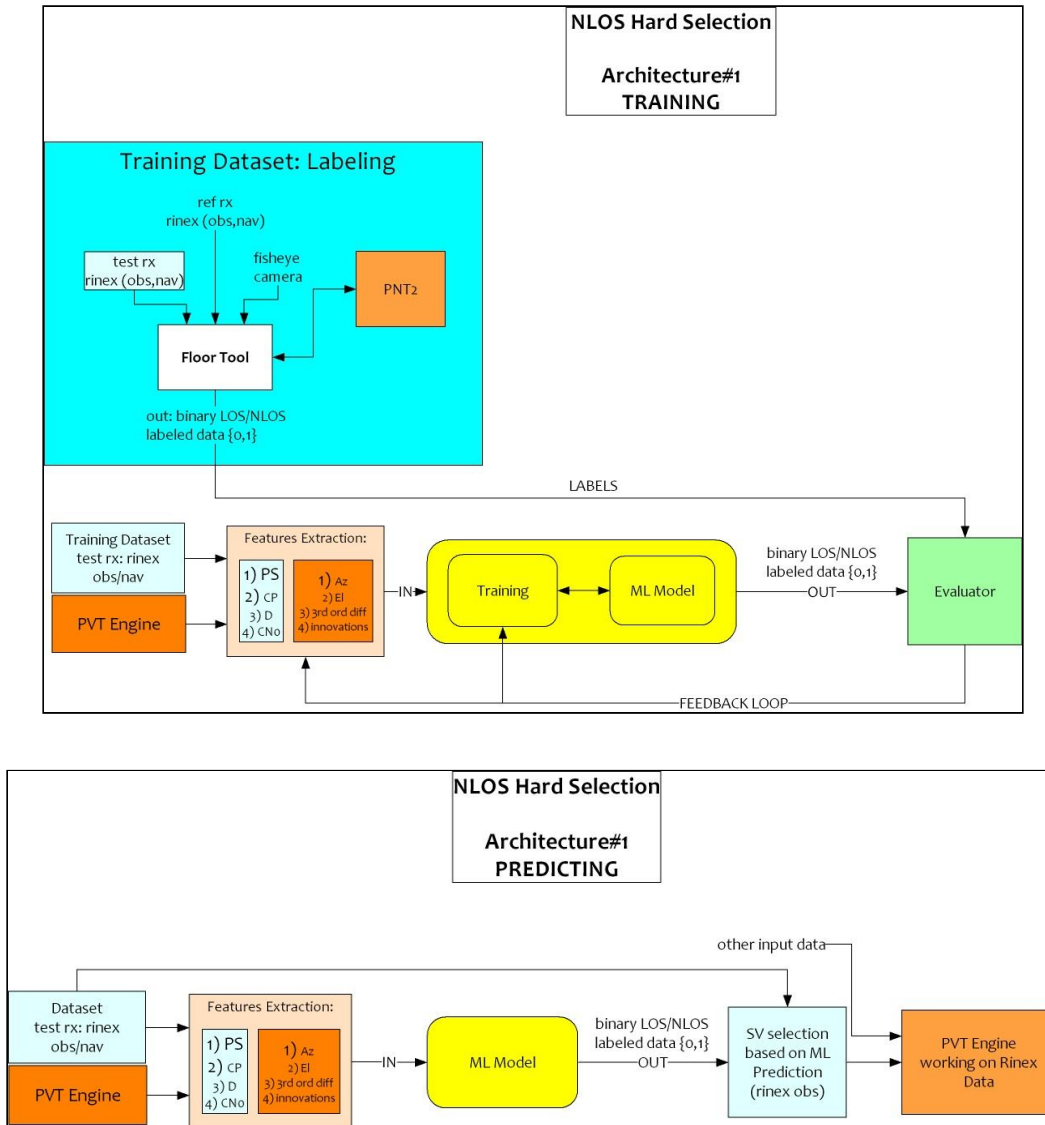 NLOS Hard Selection
Architecture#1
TRAINING
Training Dataset: Labeling
ref rx
rinex (obs,nav)
test rx
rinex (obs,nav)
fisheye
camera
PNT2
Floor Tool
out: binary LOS/NLOS
labeled data {0,1}
LABELS
Training Dataset
test rx: rinex
obs/nav
PVT Engine
Features Extraction:
1) PS
2) CP
3) D
4) CN0
1) Az
2) El
3) 3rd ord diff
4) innovations
IN
Training
ML Model
binary LOS/NLOS
labeled data {0,1}
OUT
Evaluator
FEEDBACK LOOP
NLOS Hard Selection
Architecture#1
PREDICTING
other input data
Dataset
test rx: rinex
obs/nav
PVT Engine
Features Extraction:
1) PS
2) CP
3) D
4) CN0
1) Az
2) El
3) 3rd ord diff
4) innovations
IN
ML Model
binary LOS/NLOS
labeled data {0,1}
OUT
SV selection
based on ML
Prediction
(rinex obs)
PVT Engine
working on Rinex
Data